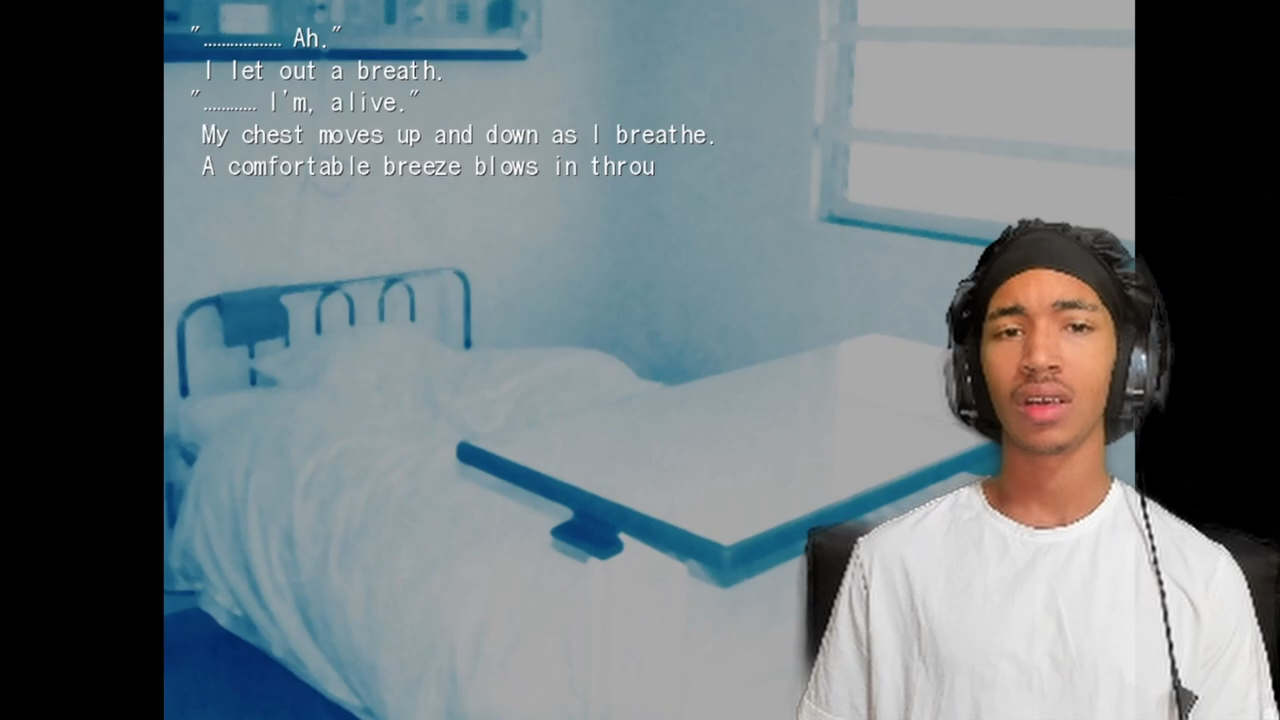 "……………… Ah."
I let out a breath.
"………… I'm, alive."
My chest moves up and down as I breathe.
A comfortable breeze blows in throu